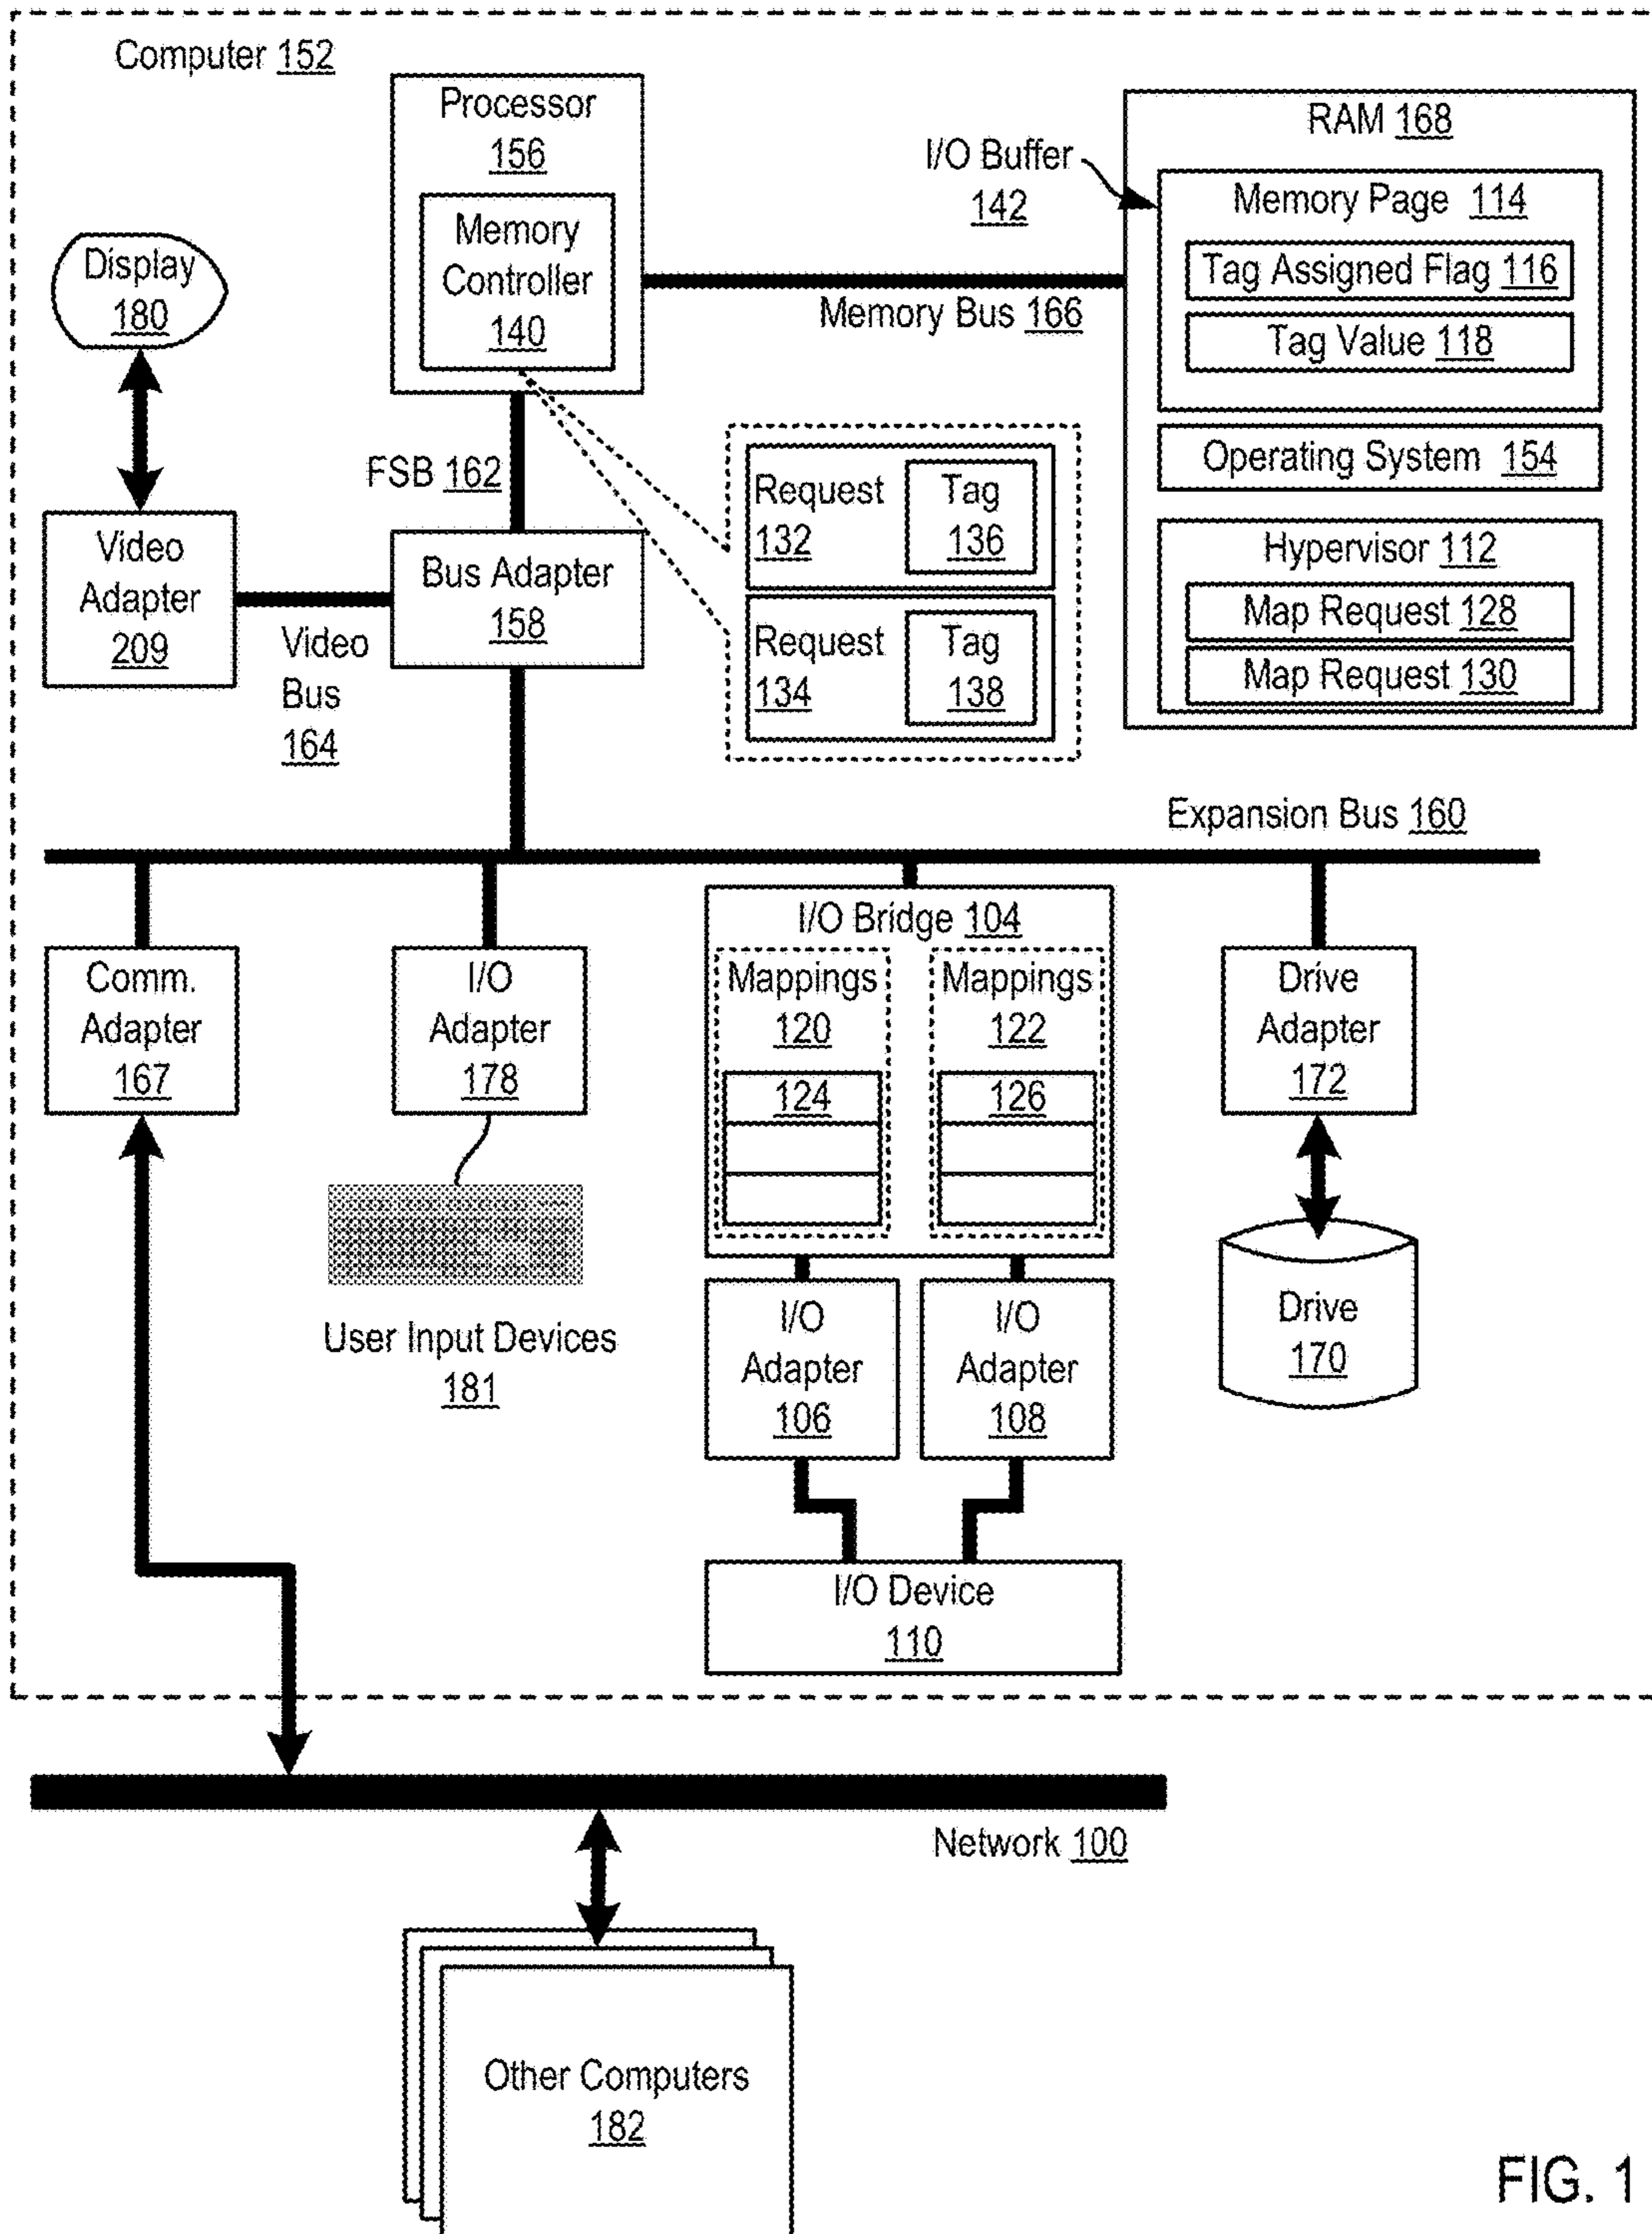 Computer 152
Processor
156
Memory
Controller
140
I/O Buffer
142
RAM 168
Memory Page 114
Tag Assigned Flag 116
Tag Value 118
Operating System 154
Hypervisor 112
Map Request 128
Map Request 130
Memory Bus 166
Display
180
FSB 162
Request
132
Tag
136
Request
134
Tag
138
Video
Adapter
209
Video
Bus
164
Bus Adapter
158
Expansion Bus 160
Comm.
Adapter
167
I/O
Adapter
178
User Input Devices
181
I/O Bridge 104
Mappings
120
124
Mappings
122
126
I/O
Adapter
106
I/O
Adapter
108
I/O Device
110
Drive
Adapter
172
Drive
170
Network 100
Other Computers
182
FIG. 1